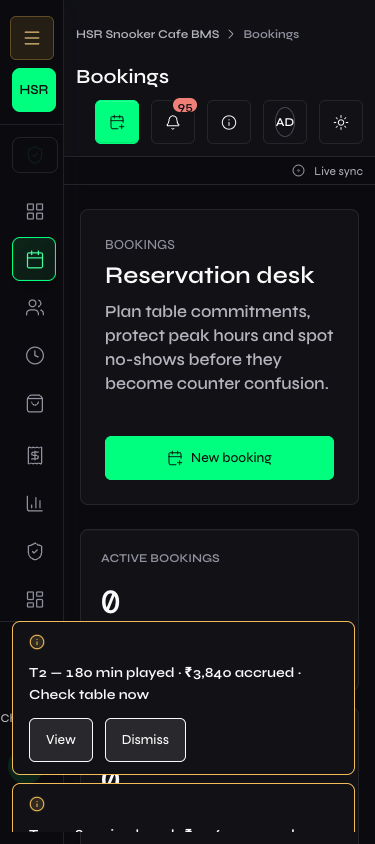 HSR Snooker Cafe BMS > Bookings
HSR
Bookings
95
AD
Live sync
BOOKINGS
Reservation desk
Plan table commitments,
protect peak hours and spot
no-shows before they
become counter confusion.
New booking
ACTIVE BOOKINGS
0
T2 — 180 min played · ₹3,840 accrued ·
Check table now
View
Dismiss
0